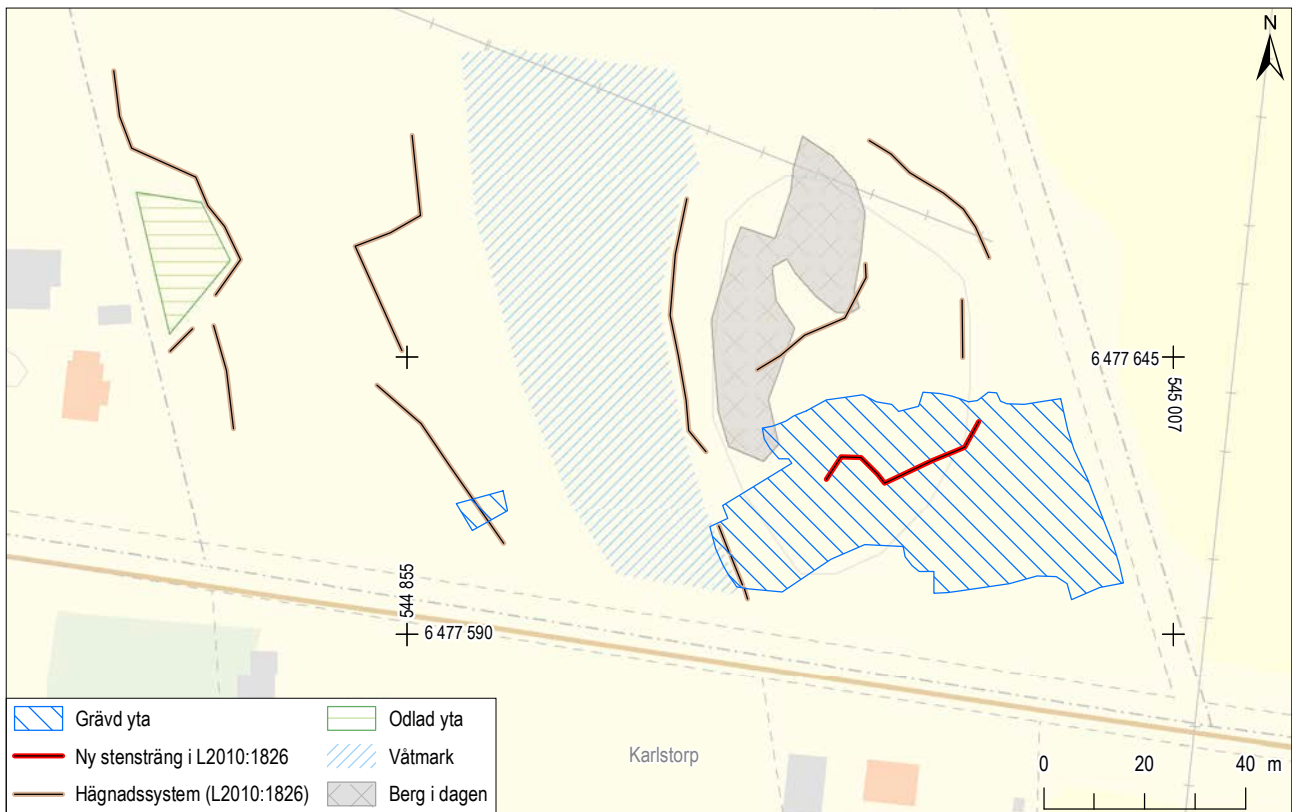 N
6 477 645
545 007
544 855
6 477 590
Grävd yta
Odlad yta
Ny stensträng i L2010:1826
Våtmark
Hägnadssystem (L2010:1826)
Berg i dagen
Karlstorp
0 20 40 m